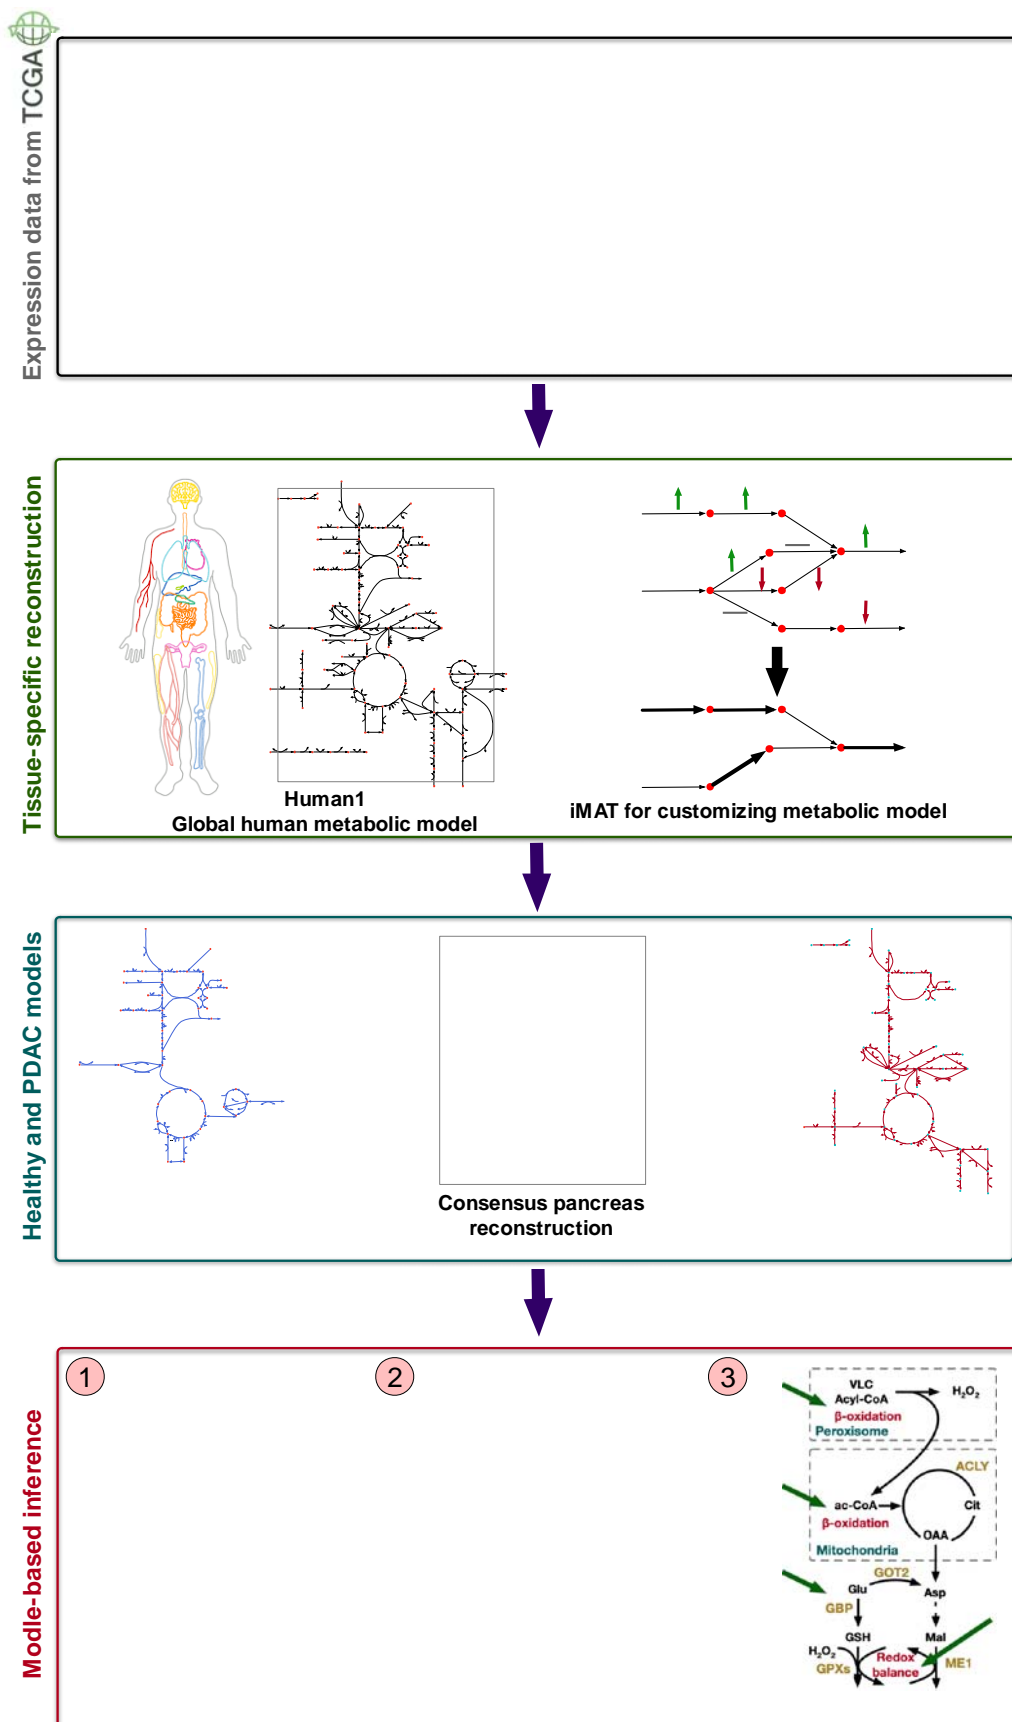 Expression data from TCGA
Tissue-specific reconstruction
Human1
Global human metabolic model
iMAT for customizing metabolic model
Healthy and PDAC models
Consensus pancreas
reconstruction
Modle-based inference
1
2
3
VLC
Acyl-CoA
H₂O₂
β-oxidation
Peroxisome
ACLY
ac-CoA
Cit
β-oxidation
OAA
Mitochondria
GOT2
Glu
Asp
GBP
GSH
Mal
H₂O₂
Redox
balance
GPXs
ME1